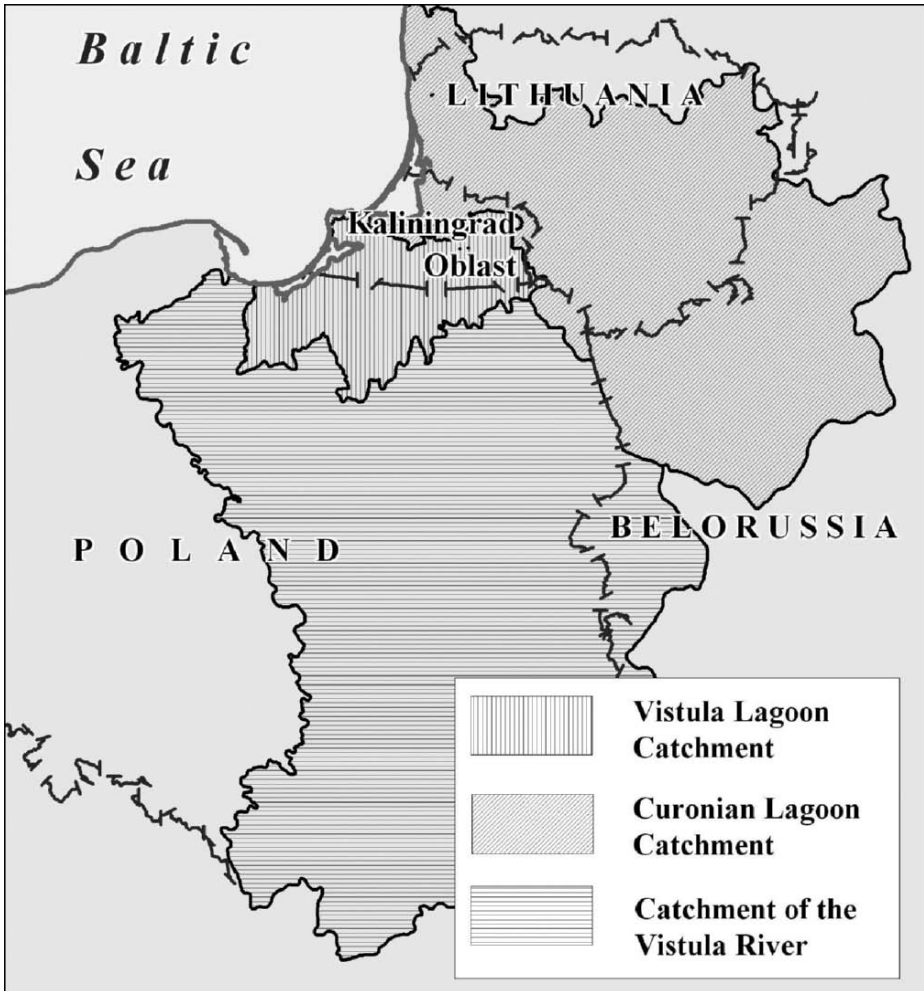 Baltic
Sea
LITHUANIA
Kaliningrad
Oblast
POLAND
BELORUSSIA
Vistula Lagoon
Catchment
Curonian Lagoon
Catchment
Catchment of the
Vistula River